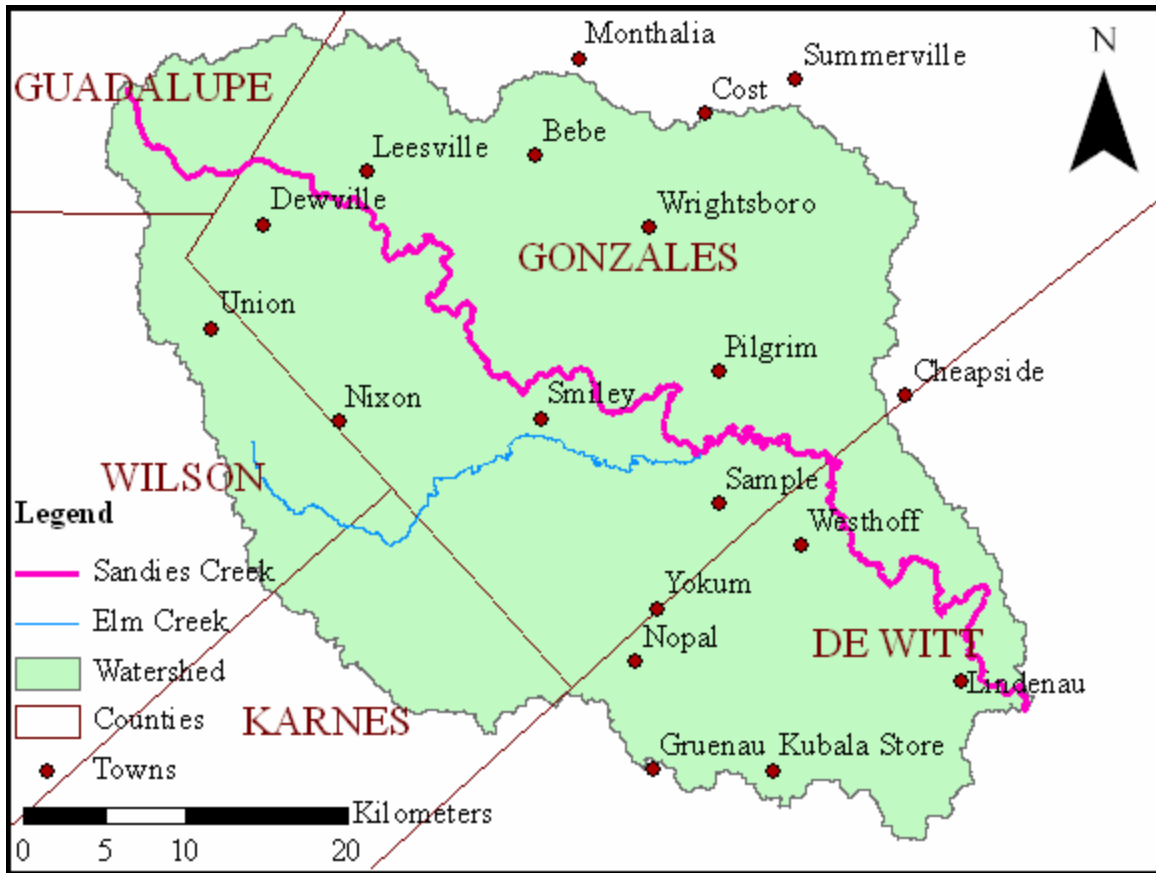 Monthalia
N
Summerville
GUADALUPE
Cost
Bebe
Leesville
Dewville
Wrightsboro
GONZALES
Union
Pilgrim
Cheapside
Nixon
Smiley
WILSON
Sample
Legend
Westhoff
Sandies Creek
Yokum
Elm Creek
Nopal
DE WITT
Watershed
Lindenau
Counties
KARNES
Gruenau
Kubala Store
Towns
Kilometers
0 5 10 20